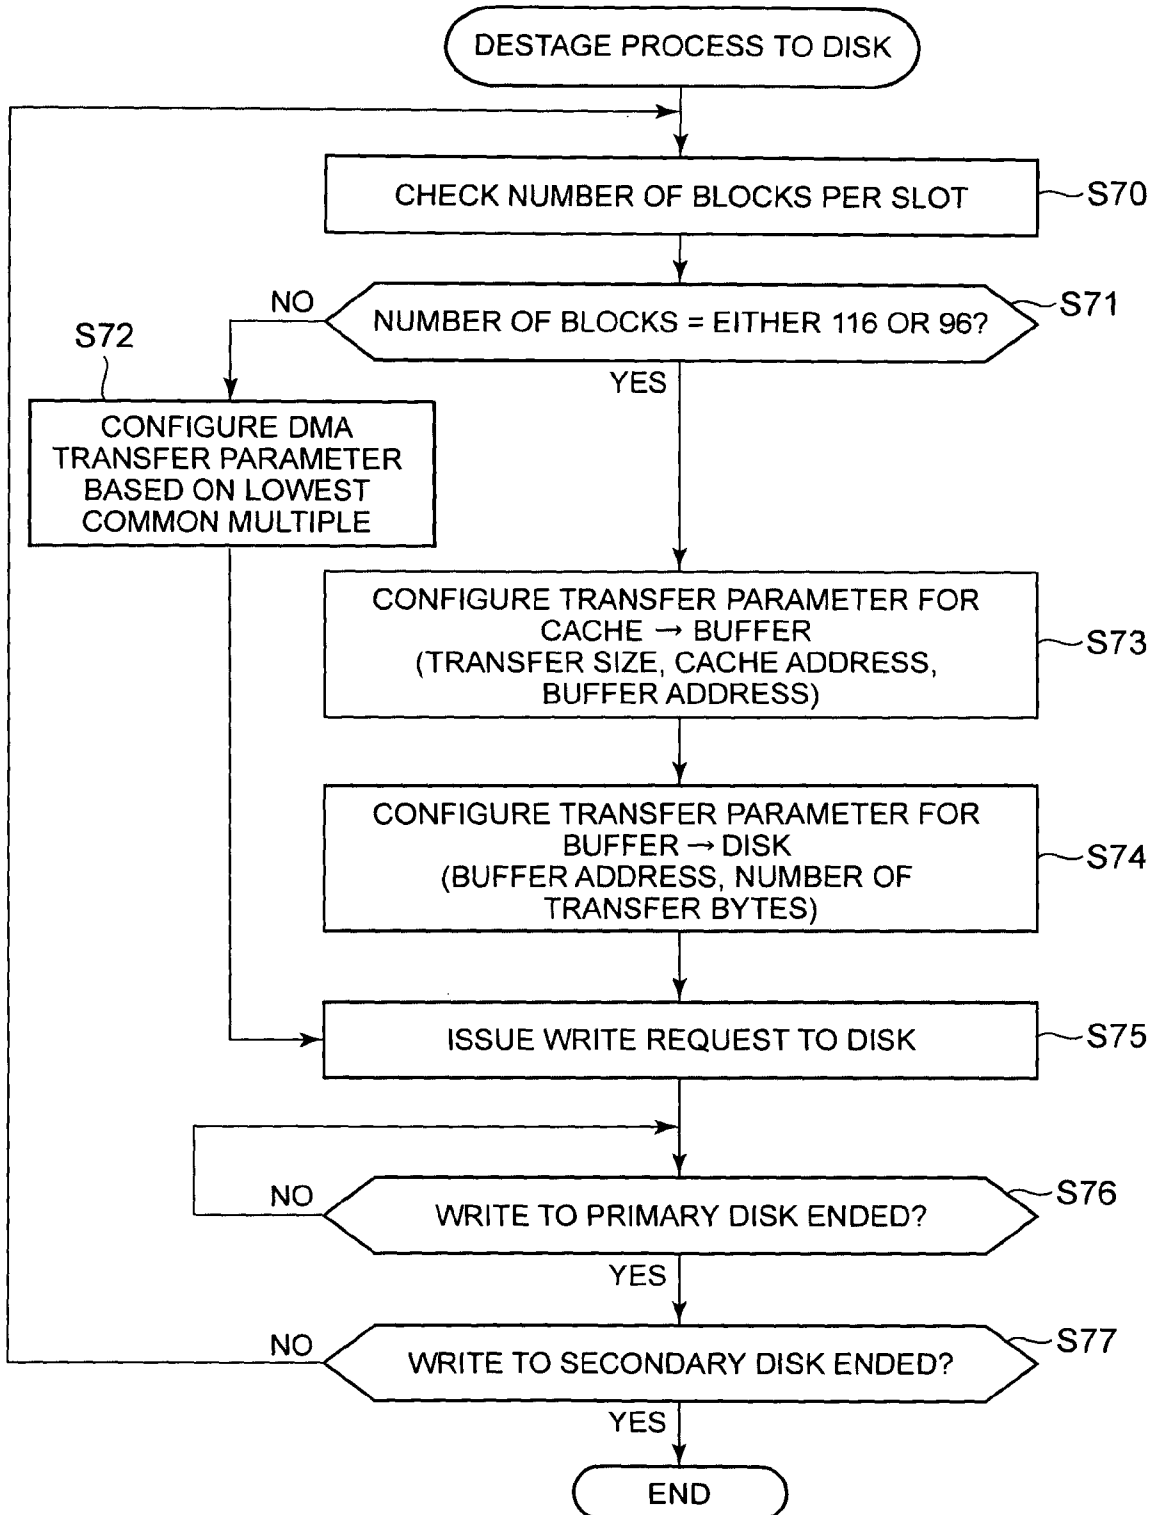 DESTAGE PROCESS TO DISK
CHECK NUMBER OF BLOCKS PER SLOT
S70
NUMBER OF BLOCKS = EITHER 116 OR 96?
S71
NO
YES
S72
CONFIGURE DMA
TRANSFER PARAMETER
BASED ON LOWEST
COMMON MULTIPLE
CONFIGURE TRANSFER PARAMETER FOR
CACHE → BUFFER
(TRANSFER SIZE, CACHE ADDRESS,
BUFFER ADDRESS)
S73
CONFIGURE TRANSFER PARAMETER FOR
BUFFER → DISK
(BUFFER ADDRESS, NUMBER OF
TRANSFER BYTES)
S74
ISSUE WRITE REQUEST TO DISK
S75
NO
WRITE TO PRIMARY DISK ENDED?
S76
YES
NO
WRITE TO SECONDARY DISK ENDED?
S77
YES
END